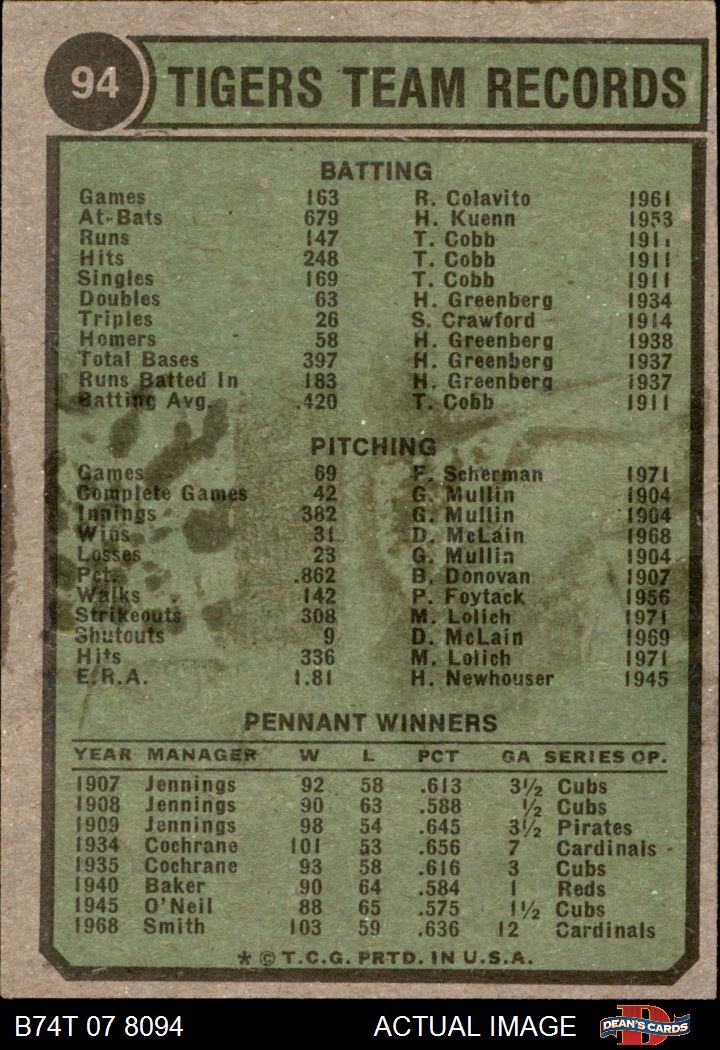 94 TIGERS TEAM RECORDS
BATTING
Games 163 R. Colavito 1961
At-Bats 679 H. Kuenn 1953
Runs 147 T. Cobb 1911
Hits 248 T. Cobb 1911
Singles 169 T. Cobb 1911
Doubles 63 H. Greenberg 1934
Triples 26 S. Crawford 1914
Homers 58 H. Greenberg 1938
Total Bases 397 H. Greenberg 1937
Runs Batted In 183 H. Greenberg 1937
Batting Avg. .420 T. Cobb 1911
PITCHING
Games 69 F. Scherman 1971
Complete Games 42 G. Mullin 1904
Innings 382 G. Mullin 1904
Wins 31 D. McLain 1968
Losses 23 G. Mullin 1904
Pct. .862 B. Donovan 1907
Walks 142 P. Foytack 1956
Strikeouts 308 M. Lolich 1971
Shutouts 9 D. McLain 1969
Hits 336 M. Lolich 1971
E.R.A. 1.81 H. Newhouser 1945
PENNANT WINNERS
YEAR MANAGER W L PCT GA SERIES OP.
1907 Jennings 92 58 .613 3½ Cubs
1908 Jennings 90 63 .588 ½ Cubs
1909 Jennings 98 54 .645 3½ Pirates
1934 Cochrane 101 53 .656 7 Cardinals
1935 Cochrane 93 58 .616 3 Cubs
1940 Baker 90 64 .584 1 Reds
1945 O'Neil 88 65 .575 1½ Cubs
1968 Smith 103 59 .636 12 Cardinals
* © T.C.G. PRTD. IN U.S.A.
B74T 07 8094 ACTUAL IMAGE DEAN'S CARDS